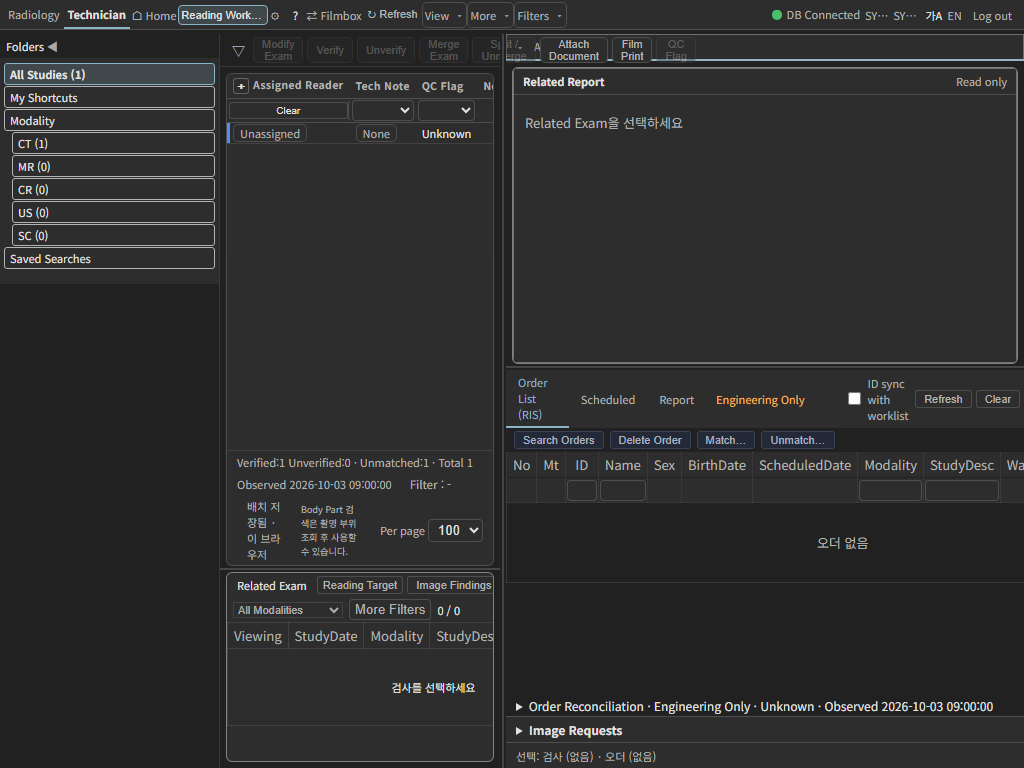 Radiology Technician Home Reading Work... ? Filmbox Refresh View More Filters DB Connected SY… SY… 가A EN Log out
Folders
All Studies (1)
My Shortcuts
Modality
CT (1)
MR (0)
CR (0)
US (0)
SC (0)
Saved Searches
Modify Exam Verify Unverify Merge Exam
Attach Document Film Print QC Flag
Assigned Reader Tech Note QC Flag
Clear
Unassigned None Unknown
Verified:1 Unverified:0 · Unmatched:1 · Total 1
Observed 2026-10-03 09:00:00 Filter : -
배치 저장됨 · 이 브라우저
Body Part 검색은 촬영 부위 조회 후 사용할 수 있습니다.
Per page 100
Related Exam Reading Target Image Findings
All Modalities More Filters 0 / 0
Viewing StudyDate Modality StudyDes
검사를 선택하세요
Related Report Read only
Related Exam을 선택하세요
Order List (RIS) Scheduled Report Engineering Only ID sync with worklist Refresh Clear
Search Orders Delete Order Match... Unmatch...
No Mt ID Name Sex BirthDate ScheduledDate Modality StudyDesc Wa
오더 없음
Order Reconciliation · Engineering Only · Unknown · Observed 2026-10-03 09:00:00
Image Requests
선택: 검사 (없음) · 오더 (없음)